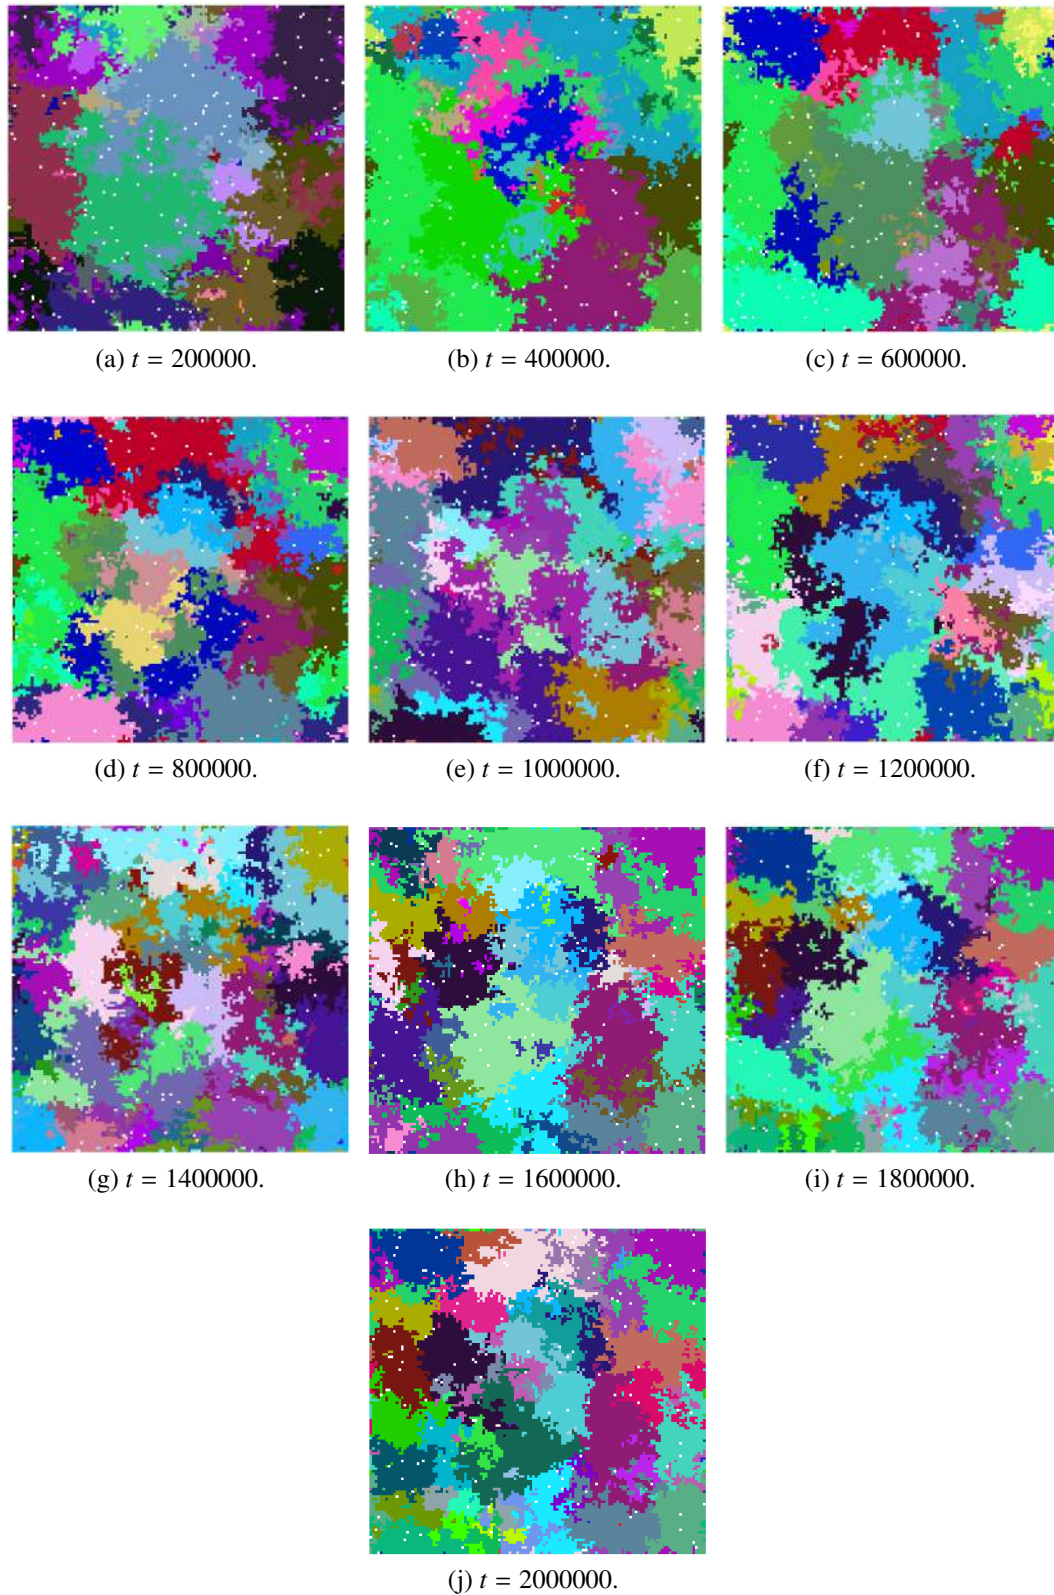 (a) t = 200000.
(b) t = 400000.
(c) t = 600000.
(d) t = 800000.
(e) t = 1000000.
(f) t = 1200000.
(g) t = 1400000.
(h) t = 1600000.
(i) t = 1800000.
(j) t = 2000000.